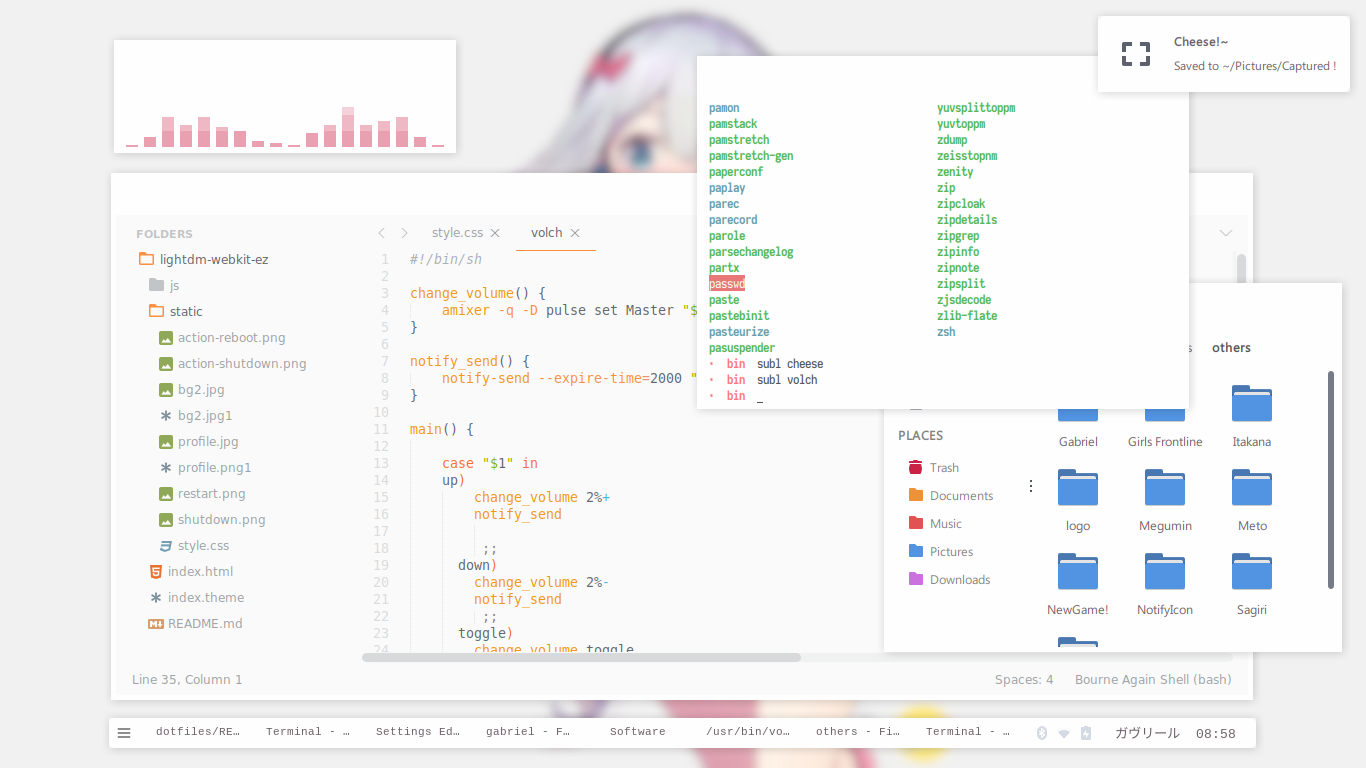 Cheese!~
Saved to ~/Pictures/Captured !
pamon
pamstack
pamstretch
pamstretch-gen
paperconf
paplay
parec
parecord
parole
parsechangelog
partx
passwd
paste
pastebinit
pasteurize
pasuspender
yuvsplittoppm
yuvtoppm
zdump
zeisstopnm
zenity
zip
zipcloak
zipdetails
zipgrep
zipinfo
zipnote
zipsplit
zjsdecode
zlib-flate
zsh
• bin subl cheese
• bin subl volch
• bin _
FOLDERS
lightdm-webkit-ez
js
static
action-reboot.png
action-shutdown.png
bg2.jpg
bg2.jpg1
profile.jpg
profile.png1
restart.png
shutdown.png
style.css
index.html
index.theme
README.md
style.css
volch
1 #!/bin/sh
2
3 change_volume() {
4 amixer -q -D pulse set Master "$
5 }
6
7 notify_send() {
8 notify-send --expire-time=2000 "
9 }
10
11 main() {
12
13 case "$1" in
14 up)
15 change_volume 2%+
16 notify_send
17
18 ;;
19 down)
20 change_volume 2%-
21 notify_send
22 ;;
23 toggle)
24 change_volume toggle
Line 35, Column 1
Spaces: 4
Bourne Again Shell (bash)
s others
PLACES
Trash
Documents
Music
Pictures
Downloads
Gabriel
Girls Frontline
Itakana
logo
Megumin
Meto
NewGame!
NotifyIcon
Sagiri
dotfiles/RE…
Terminal - …
Settings Ed…
gabriel - F…
Software
/usr/bin/vo…
others - Fi…
Terminal - …
ガヴリール
08:58